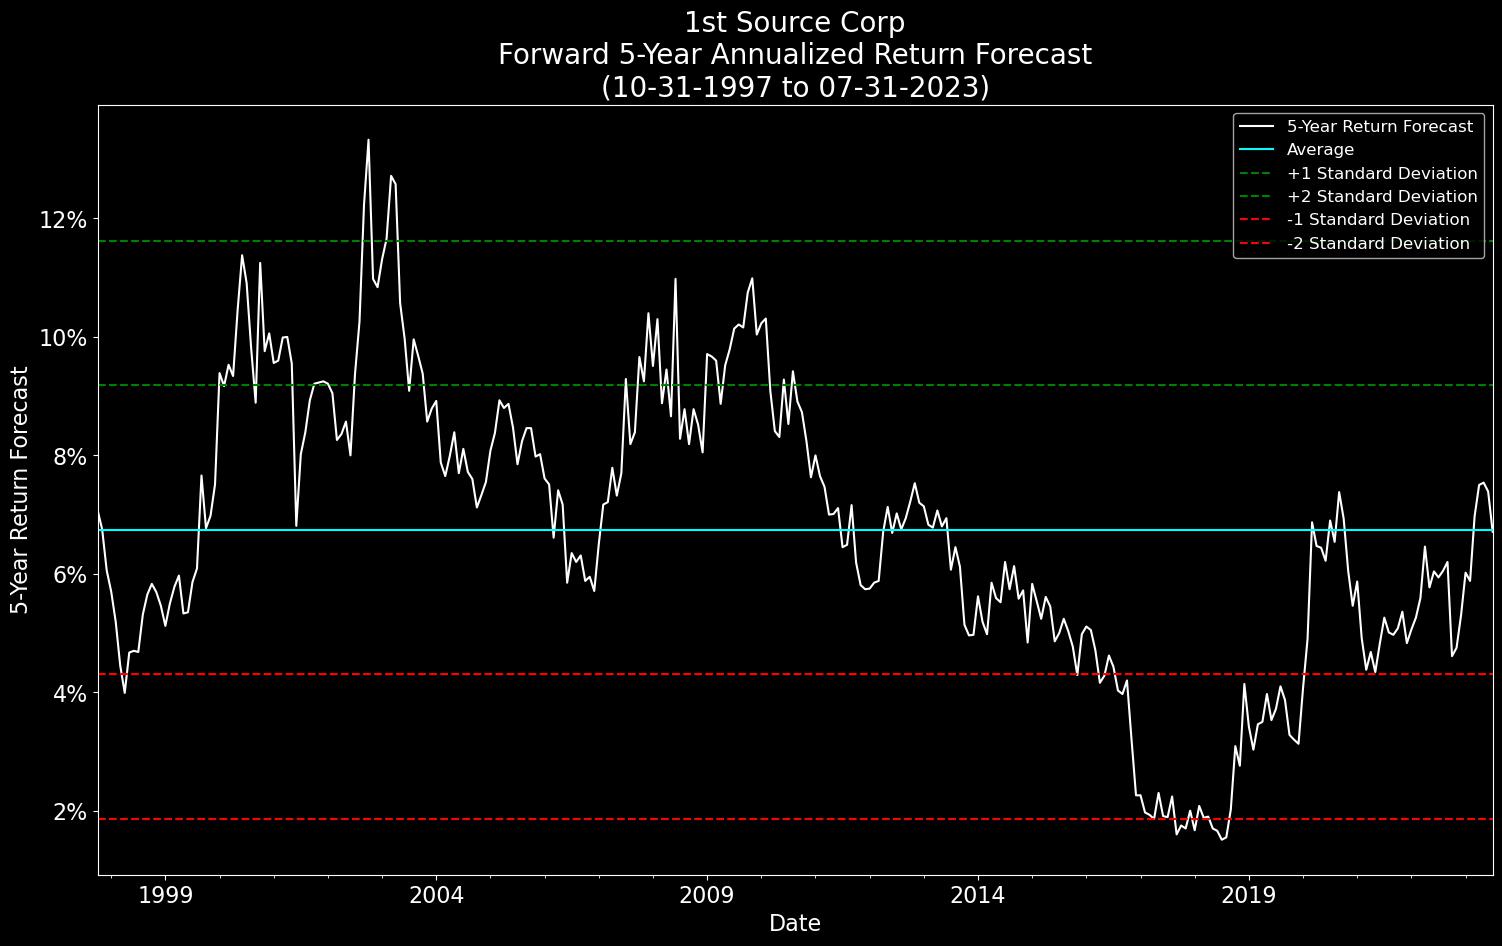 1st Source Corp
Forward 5-Year Annualized Return Forecast
(10-31-1997 to 07-31-2023)
5-Year Return Forecast
Average
+1 Standard Deviation
+2 Standard Deviation
-1 Standard Deviation
-2 Standard Deviation
12%
10%
8%
6%
4%
2%
5-Year Return Forecast
1999
2004
2009
2014
2019
Date